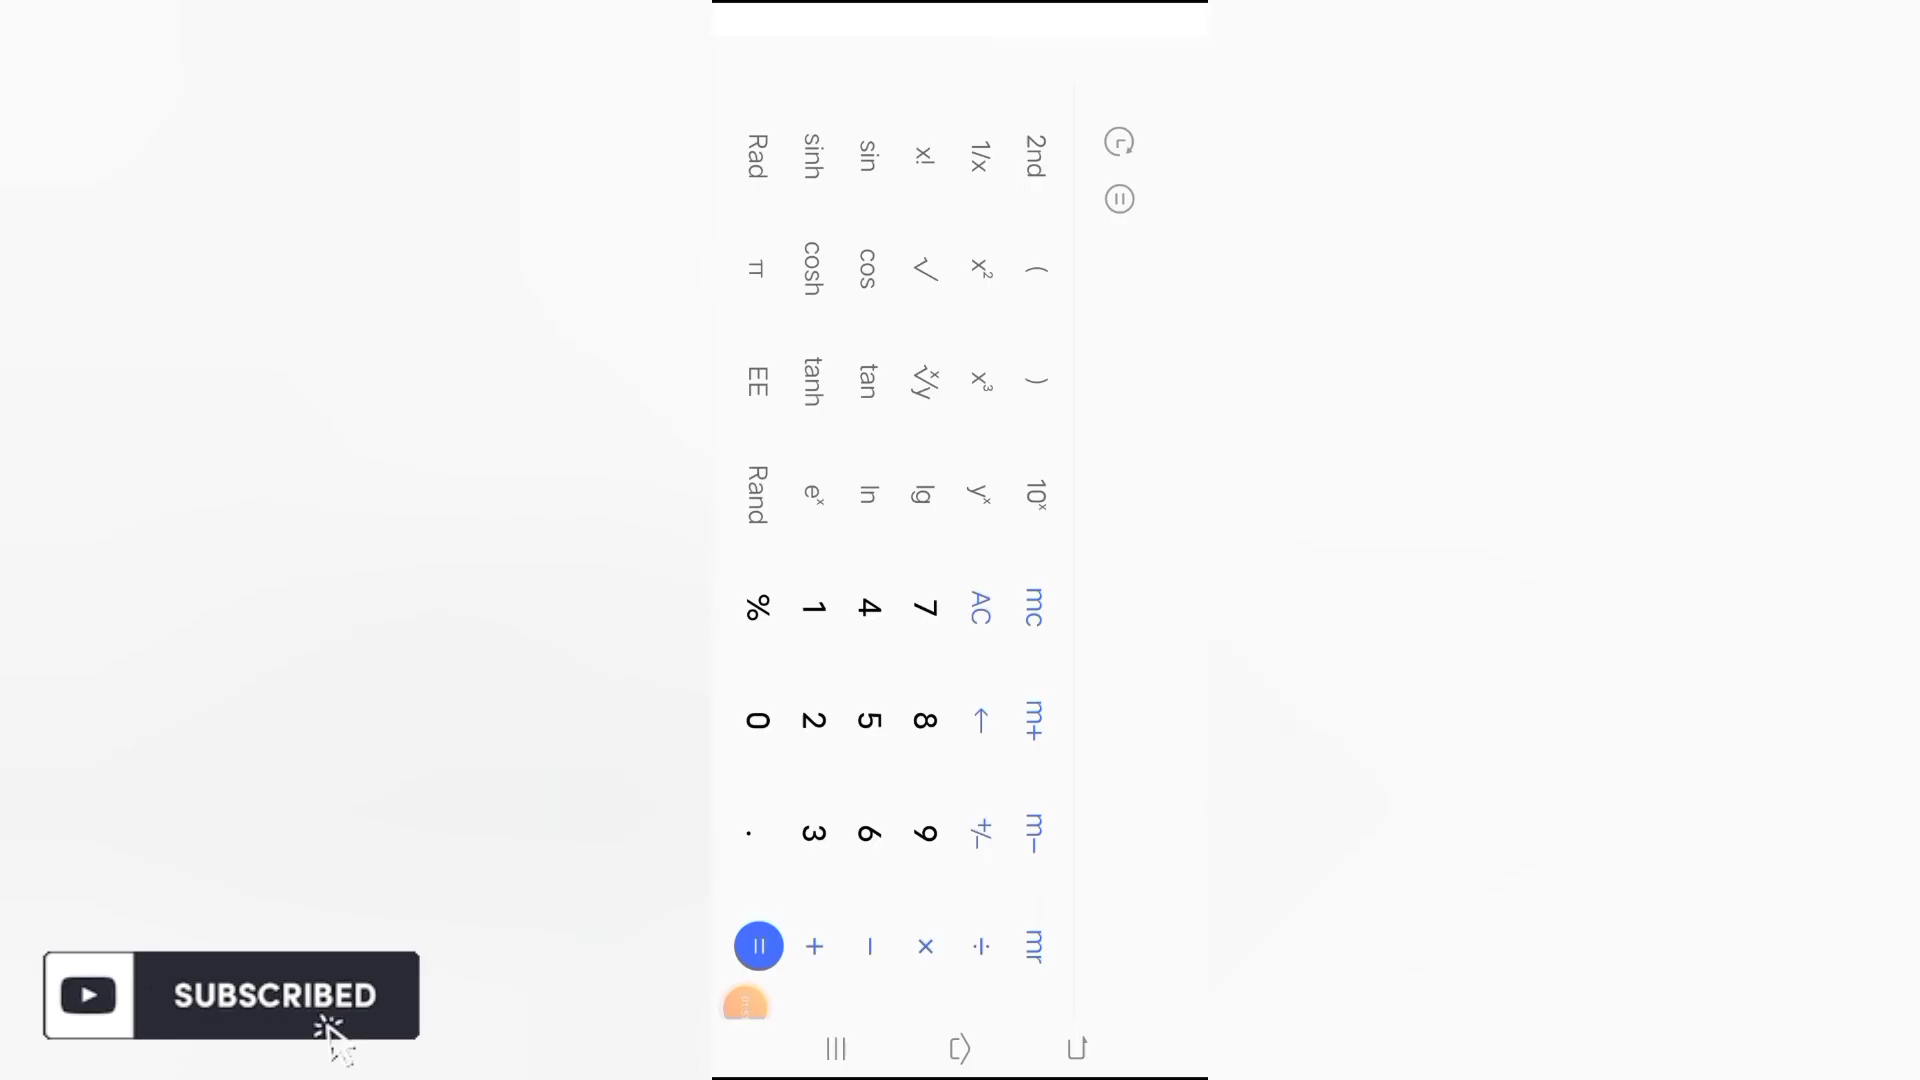 2nd ( ) 10ˣ mc m+ m− mr
1/x x² x³ yˣ AC ← +/− ÷
x! √ ˣ√y lg 7 8 9 ×
sin cos tan ln 4 5 6 −
sinh cosh tanh eˣ 1 2 3 +
Rad π EE Rand % 0 . =
SUBSCRIBED